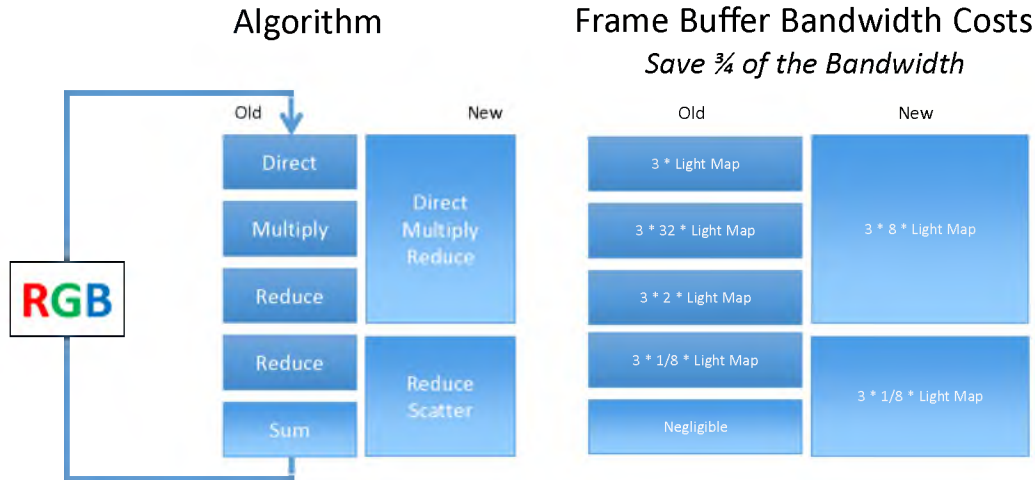 Algorithm
Frame Buffer Bandwidth Costs
Save ¾ of the Bandwidth
Old
New
Old
New
RGB
Direct
Multiply
Reduce
Reduce
Sum
Direct
Multiply
Reduce
Reduce
Scatter
3 * Light Map
3 * 32 * Light Map
3 * 2 * Light Map
3 * 1/8 * Light Map
Negligible
3 * 8 * Light Map
3 * 1/8 * Light Map